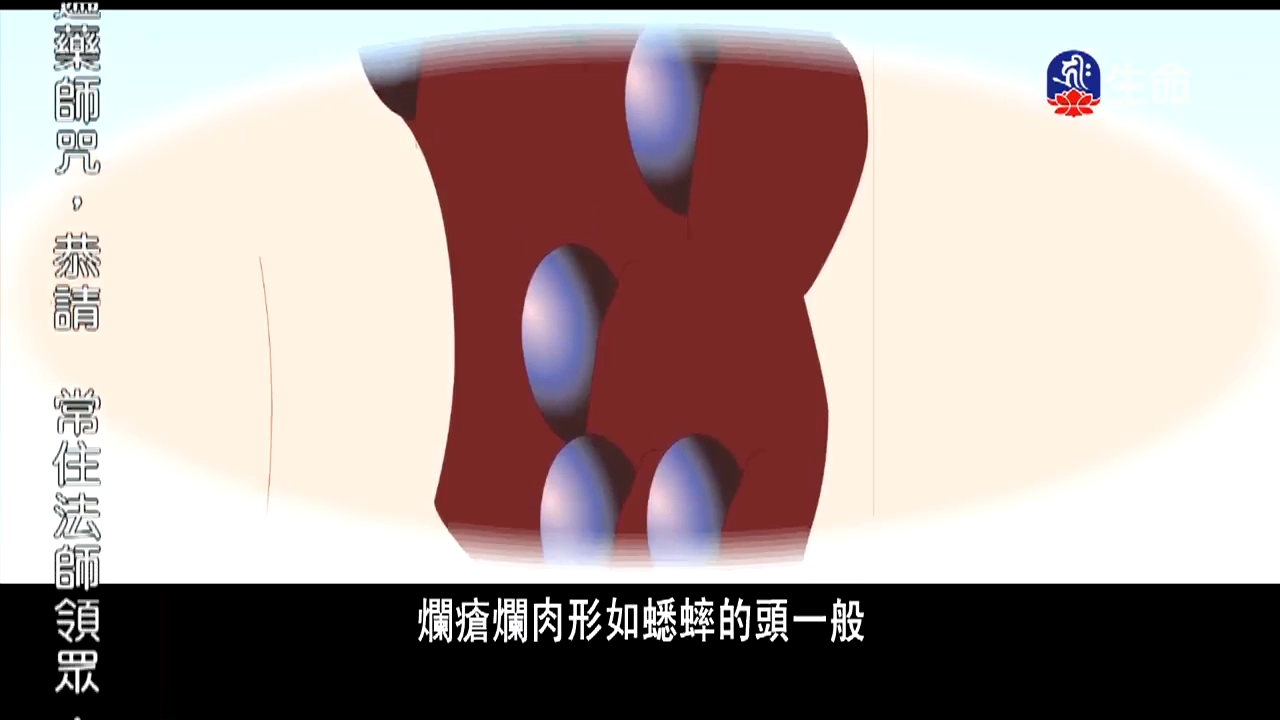 藥師咒，恭請　常住法師領眾
生命
爛瘡爛肉形如蟋蟀的頭一般